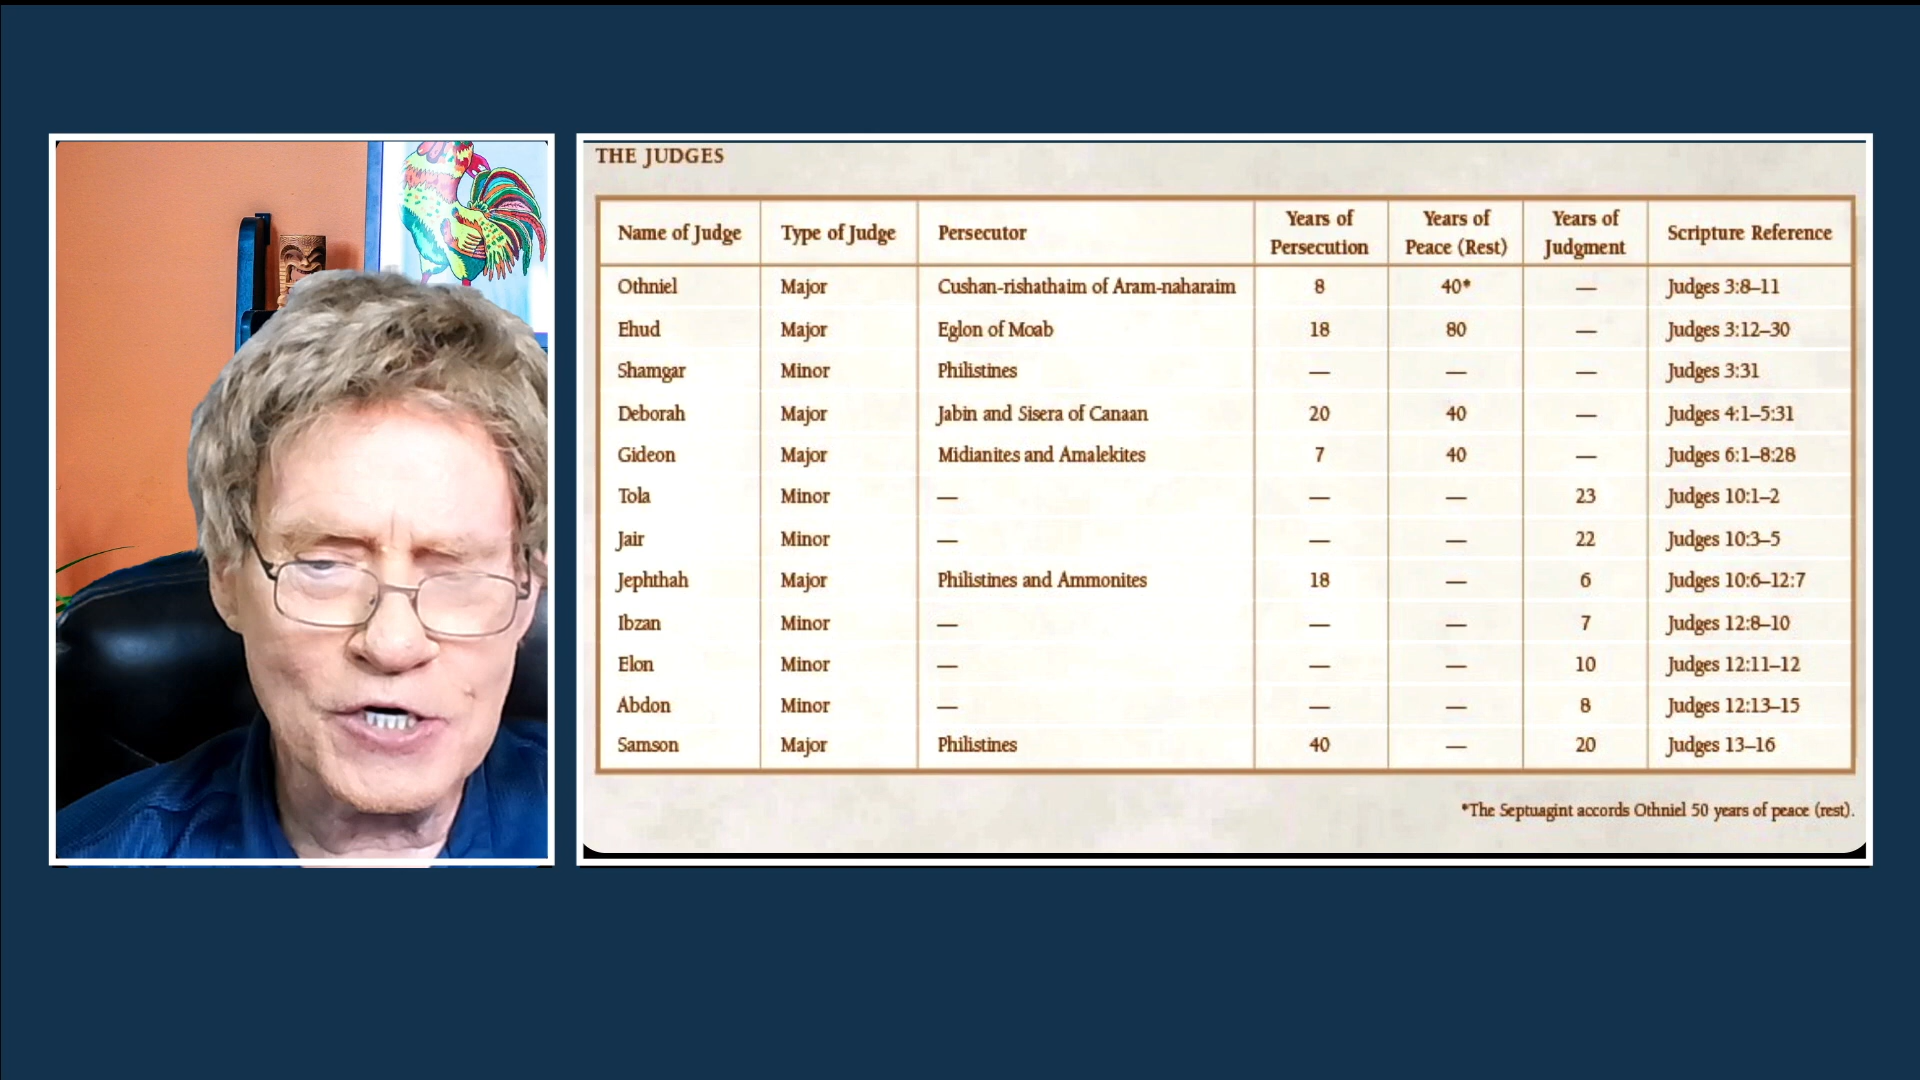 THE JUDGES
Name of Judge Type of Judge Persecutor Years of Persecution Years of Peace (Rest) Years of Judgment Scripture Reference
Othniel Major Cushan-rishathaim of Aram-naharaim 8 40* — Judges 3:8–11
Ehud Major Eglon of Moab 18 80 — Judges 3:12–30
Shamgar Minor Philistines — — — Judges 3:31
Deborah Major Jabin and Sisera of Canaan 20 40 — Judges 4:1–5:31
Gideon Major Midianites and Amalekites 7 40 — Judges 6:1–8:28
Tola Minor — — — 23 Judges 10:1–2
Jair Minor — — — 22 Judges 10:3–5
Jephthah Major Philistines and Ammonites 18 — 6 Judges 10:6–12:7
Ibzan Minor — — — 7 Judges 12:8–10
Elon Minor — — — 10 Judges 12:11–12
Abdon Minor — — — 8 Judges 12:13–15
Samson Major Philistines 40 — 20 Judges 13–16
*The Septuagint accords Othniel 50 years of peace (rest).